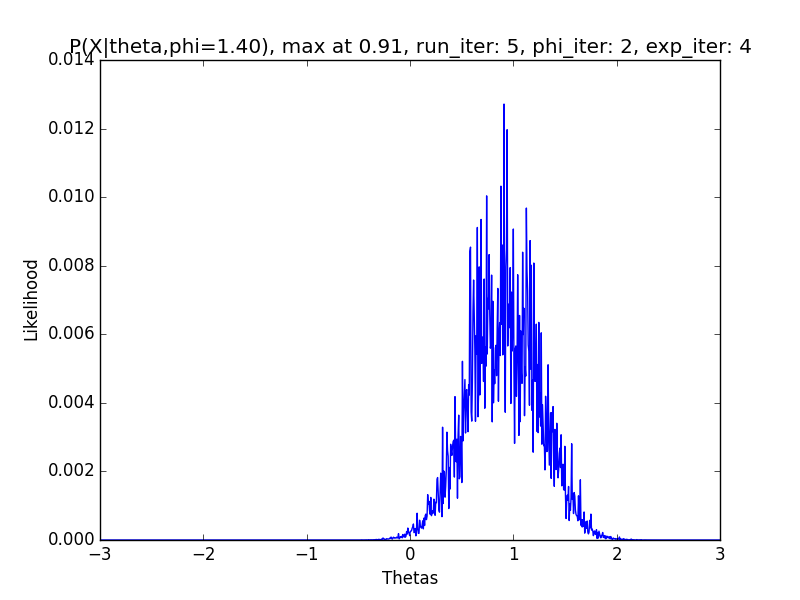 P(X|theta,phi=1.40), max at 0.91, run_iter: 5, phi_iter: 2, exp_iter: 4
0.014
0.012
0.010
0.008
0.006
0.004
0.002
0.000
Likelihood
−3 −2 −1 0 1 2 3
Thetas